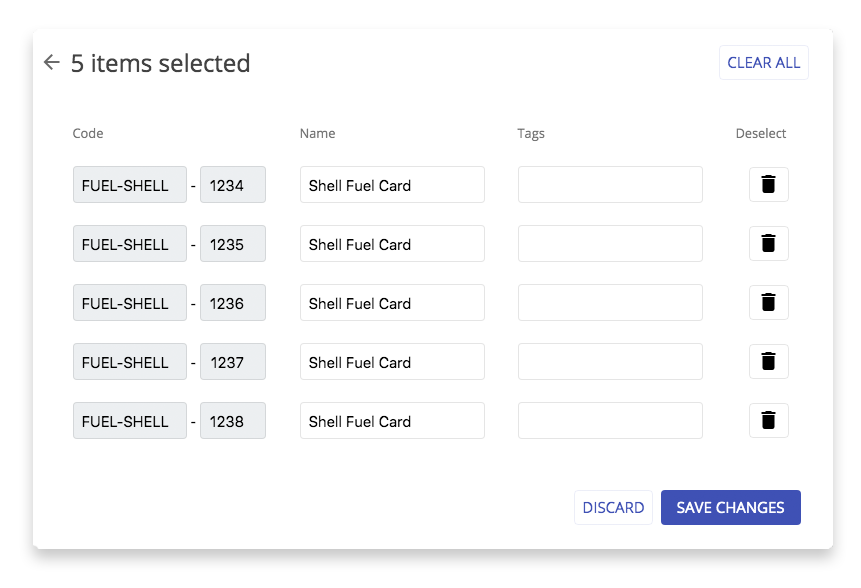 5 items selected CLEAR ALL
Code Name Tags Deselect
FUEL-SHELL - 1234 Shell Fuel Card
FUEL-SHELL - 1235 Shell Fuel Card
FUEL-SHELL - 1236 Shell Fuel Card
FUEL-SHELL - 1237 Shell Fuel Card
FUEL-SHELL - 1238 Shell Fuel Card
DISCARD SAVE CHANGES